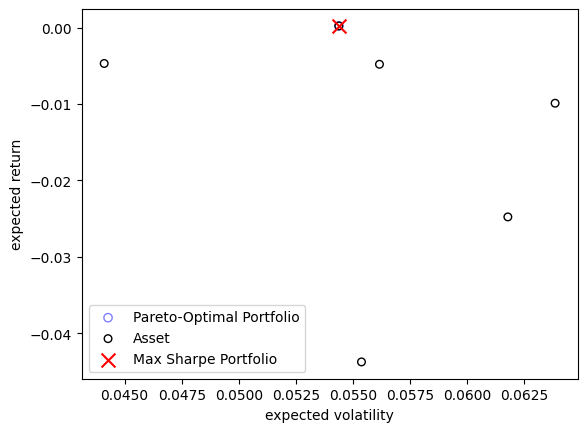 0.00
−0.01
−0.02
−0.03
−0.04
expected return
Pareto-Optimal Portfolio
Asset
Max Sharpe Portfolio
0.0450 0.0475 0.0500 0.0525 0.0550 0.0575 0.0600 0.0625
expected volatility